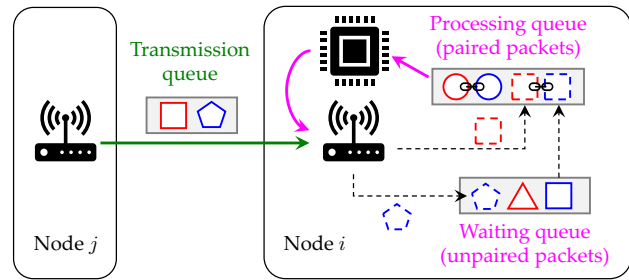 Transmission
queue
Processing queue
(paired packets)
Node j
Node i
Waiting queue
(unpaired packets)